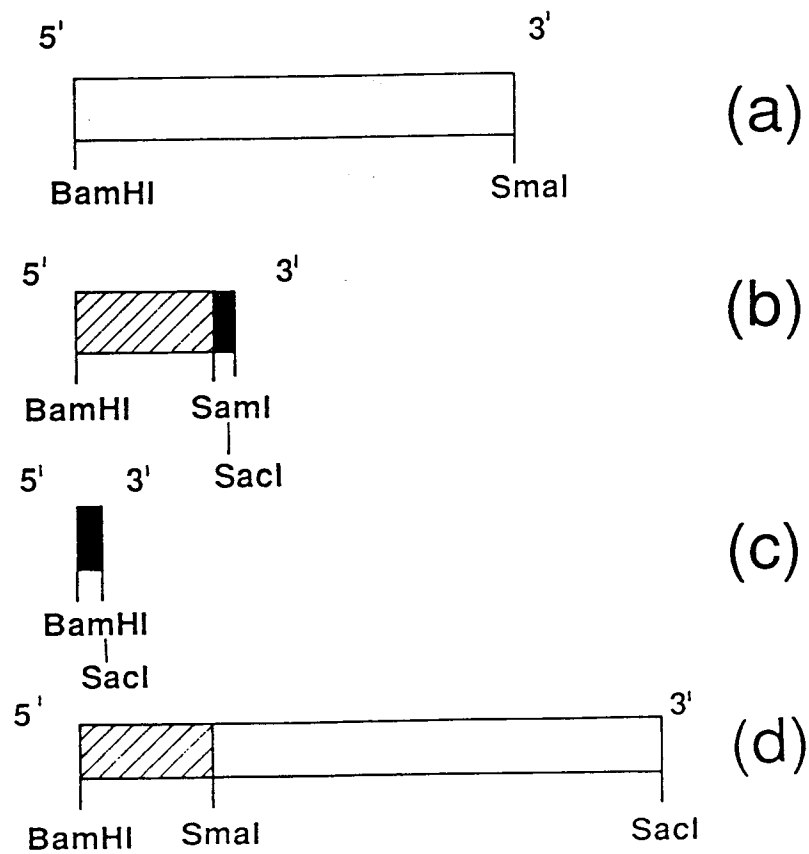 5' 3'
(a)
BamHI SmaI
5' 3'
(b)
BamHI SamI
SacI
5' 3'
(c)
BamHI
SacI
5' 3'
(d)
BamHI SmaI SacI